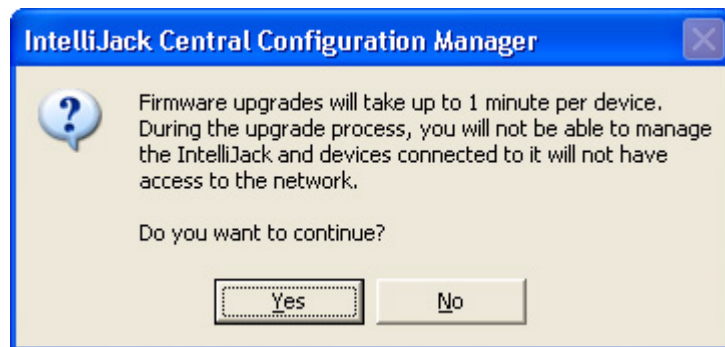 IntelliJack Central Configuration Manager
Firmware upgrades will take up to 1 minute per device.
During the upgrade process, you will not be able to manage
the IntelliJack and devices connected to it will not have
access to the network.
Do you want to continue?
Yes
No